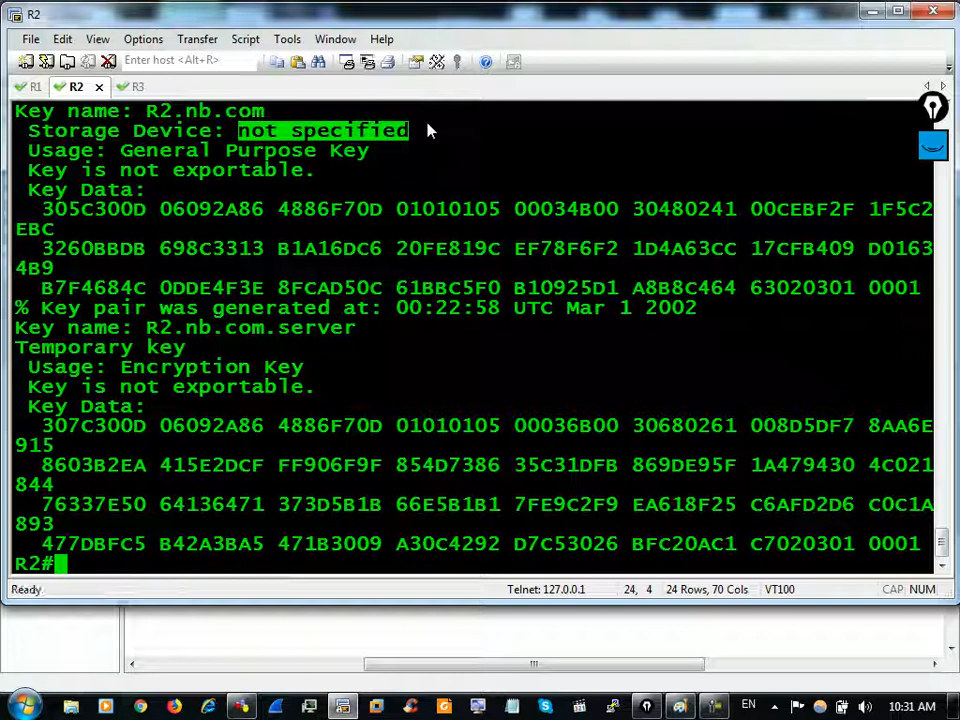 R2
File Edit View Options Transfer Script Tools Window Help
Enter host <Alt+R>
R1 R2 R3
Key name: R2.nb.com
Storage Device: not specified
Usage: General Purpose Key
Key is not exportable.
Key Data:
305C300D 06092A86 4886F70D 01010105 00034B00 30480241 00CEBF2F 1F5C2
EBC
3260BBDB 698C3313 B1A16DC6 20FE819C EF78F6F2 1D4A63CC 17CFB409 D0163
4B9
B7F4684C 0DDE4F3E 8FCAD50C 61BBC5F0 B10925D1 A8B8C464 63020301 0001
% Key pair was generated at: 00:22:58 UTC Mar 1 2002
Key name: R2.nb.com.server
Temporary key
Usage: Encryption Key
Key is not exportable.
Key Data:
307C300D 06092A86 4886F70D 01010105 00036B00 30680261 008D5DF7 8AA6E
915
8603B2EA 415E2DCF FF906F9F 854D7386 35C31DFB 869DE95F 1A479430 4C021
844
76337E50 64136471 373D5B1B 66E5B1B1 7FE9C2F9 EA618F25 C6AFD2D6 C0C1A
893
477DBFC5 B42A3BA5 471B3009 A30C4292 D7C53026 BFC20AC1 C7020301 0001
R2#
Ready Telnet: 127.0.0.1 24, 4 24 Rows, 70 Cols VT100 CAP NUM
EN 10:31 AM